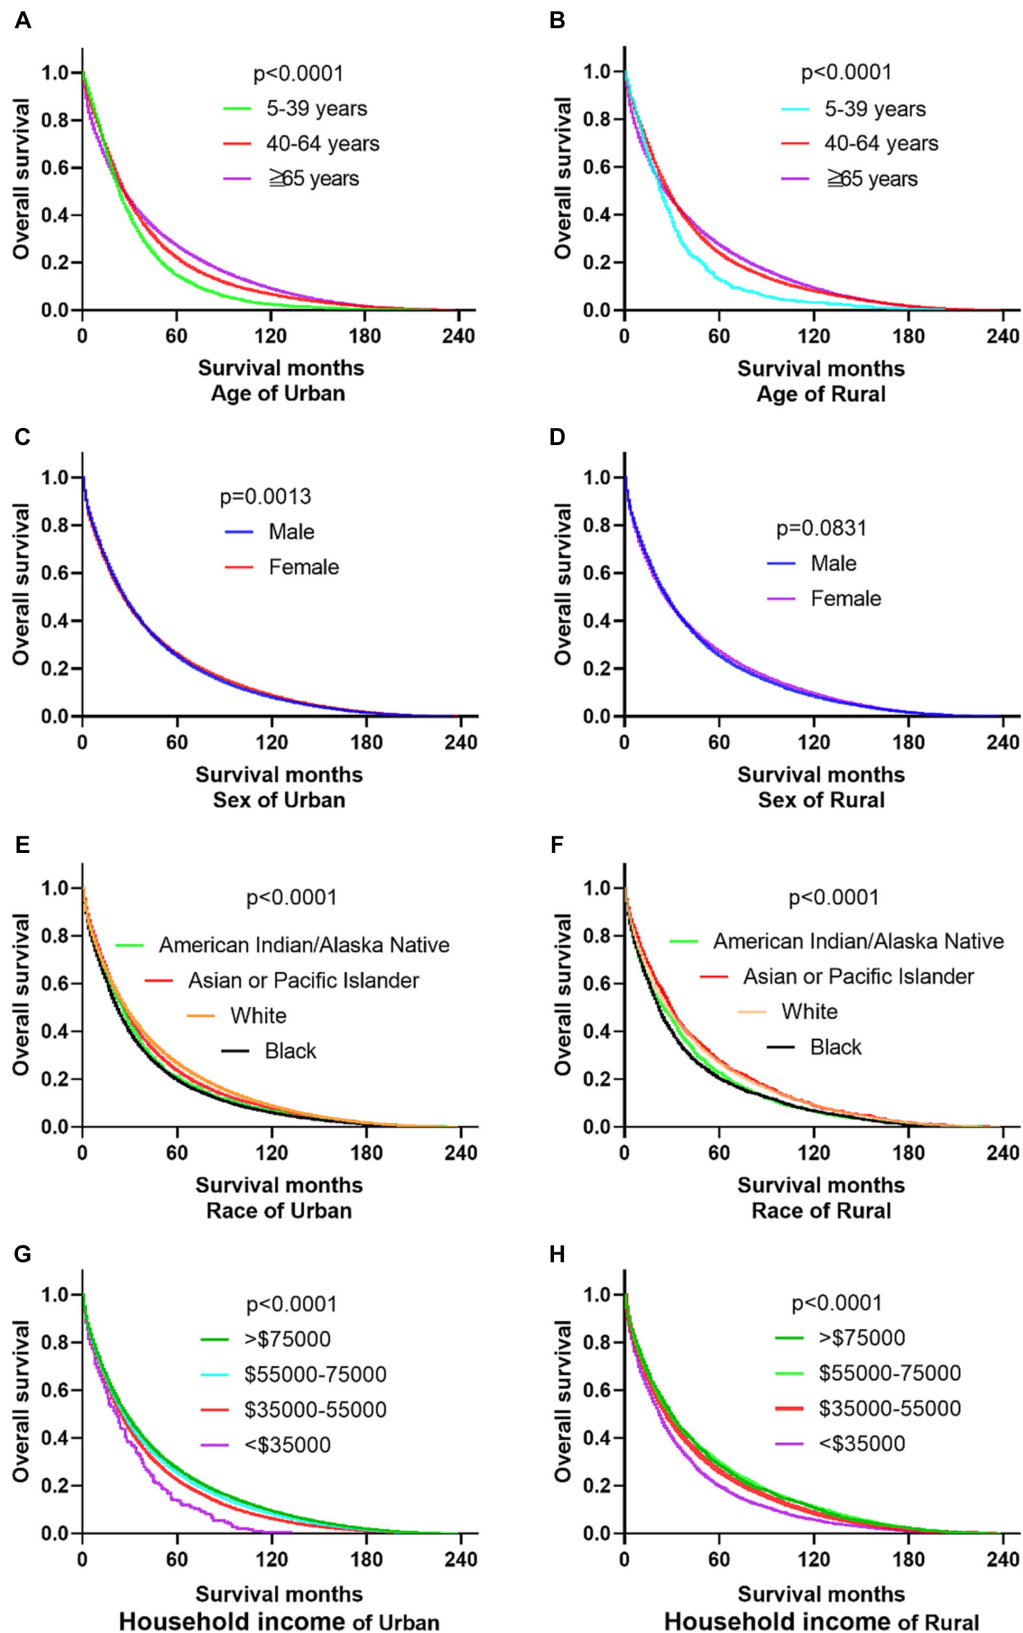 A
Overall survival
1.0
0.8
0.6
0.4
0.2
0.0
p<0.0001
5-39 years
40-64 years
≧65 years
0 60 120 180 240
Survival months
Age of Urban
B
Overall survival
1.0
0.8
0.6
0.4
0.2
0.0
p<0.0001
5-39 years
40-64 years
≧65 years
0 60 120 180 240
Survival months
Age of Rural
C
Overall survival
1.0
0.8
0.6
0.4
0.2
0.0
p=0.0013
Male
Female
0 60 120 180 240
Survival months
Sex of Urban
D
Overall survival
1.0
0.8
0.6
0.4
0.2
0.0
p=0.0831
Male
Female
0 60 120 180 240
Survival months
Sex of Rural
E
Overall survival
1.0
0.8
0.6
0.4
0.2
0.0
p<0.0001
American Indian/Alaska Native
Asian or Pacific Islander
White
Black
0 60 120 180 240
Survival months
Race of Urban
F
Overall survival
1.0
0.8
0.6
0.4
0.2
0.0
p<0.0001
American Indian/Alaska Native
Asian or Pacific Islander
White
Black
0 60 120 180 240
Survival months
Race of Rural
G
Overall survival
1.0
0.8
0.6
0.4
0.2
0.0
p<0.0001
>$75000
$55000-75000
$35000-55000
<$35000
0 60 120 180 240
Survival months
Household income of Urban
H
Overall survival
1.0
0.8
0.6
0.4
0.2
0.0
p<0.0001
>$75000
$55000-75000
$35000-55000
<$35000
0 60 120 180 240
Survival months
Household income of Rural